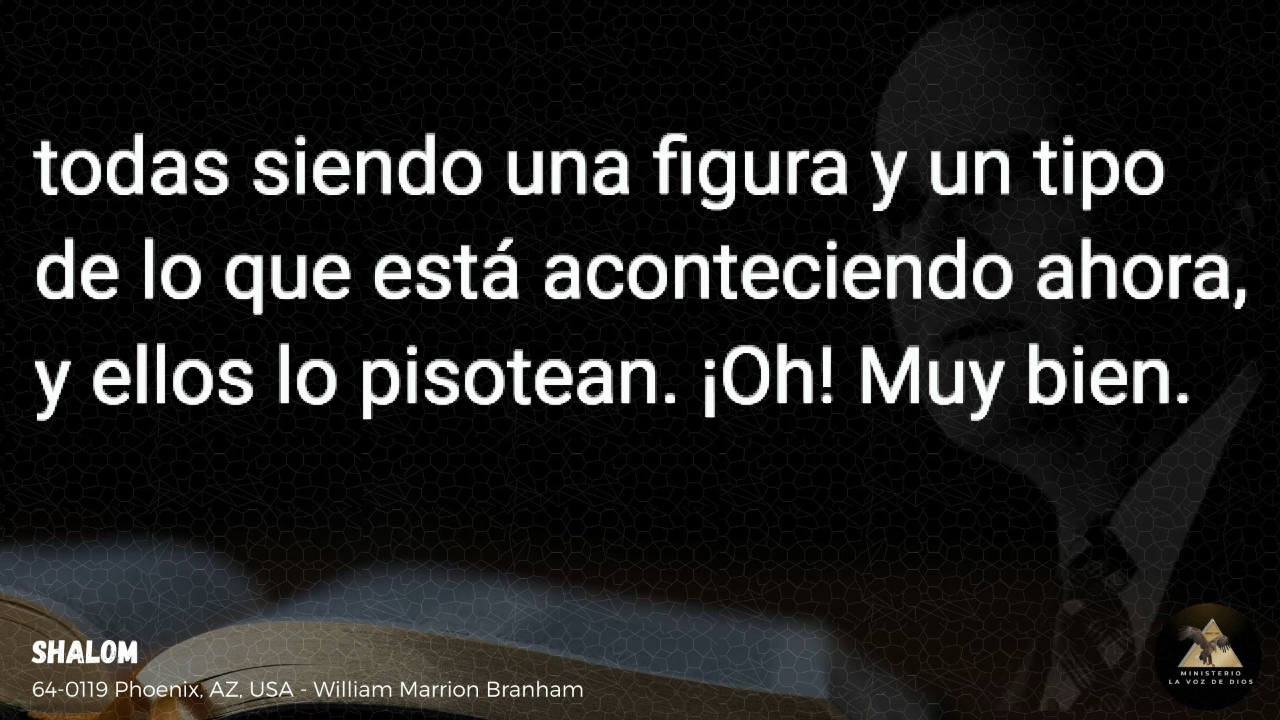 todas siendo una figura y un tipo
de lo que está aconteciendo ahora,
y ellos lo pisotean. ¡Oh! Muy bien.
SHALOM
64-0119 Phoenix, AZ, USA - William Marrion Branham
MINISTERIO
LA VOZ DE DIOS